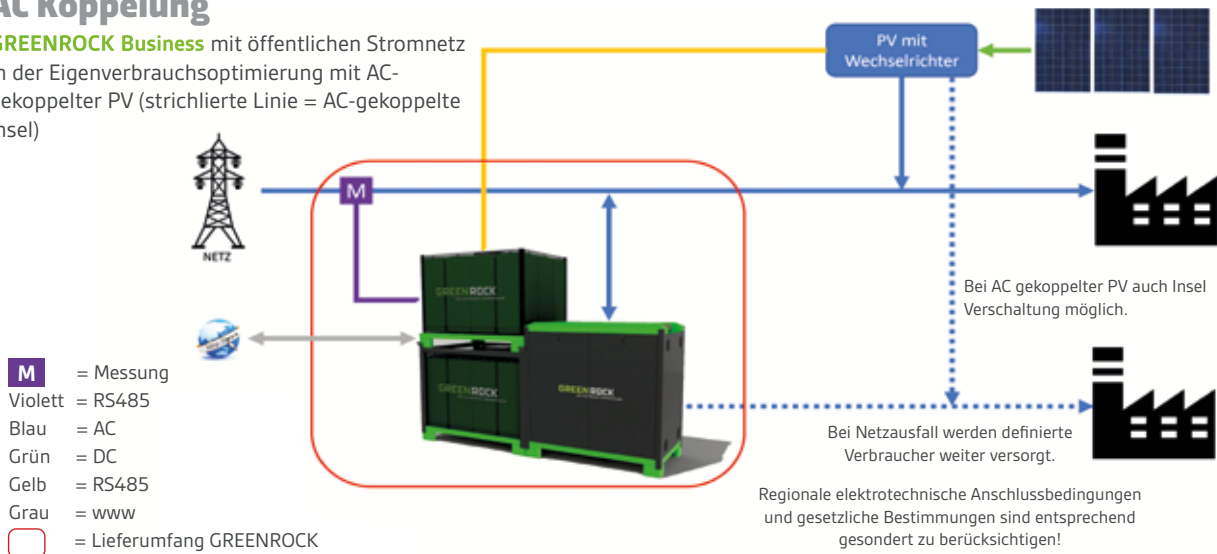 AC Koppelung
GREENROCK Business mit öffentlichen Stromnetz
n der Eigenverbrauchsoptimierung mit AC-
gekoppelter PV (strichlierte Linie = AC-gekoppelte
nsel)
PV mit
Wechselrichter
M
NETZ
GREENROCK
GREENROCK
GREENROCK
Bei AC gekoppelter PV auch Insel
Verschaltung möglich.
M = Messung
Violett = RS485
Blau = AC
Grün = DC
Gelb = RS485
Grau = www
= Lieferumfang GREENROCK
Bei Netzausfall werden definierte
Verbraucher weiter versorgt.
Regionale elektrotechnische Anschlussbedingungen
und gesetzliche Bestimmungen sind entsprechend
gesondert zu berücksichtigen!